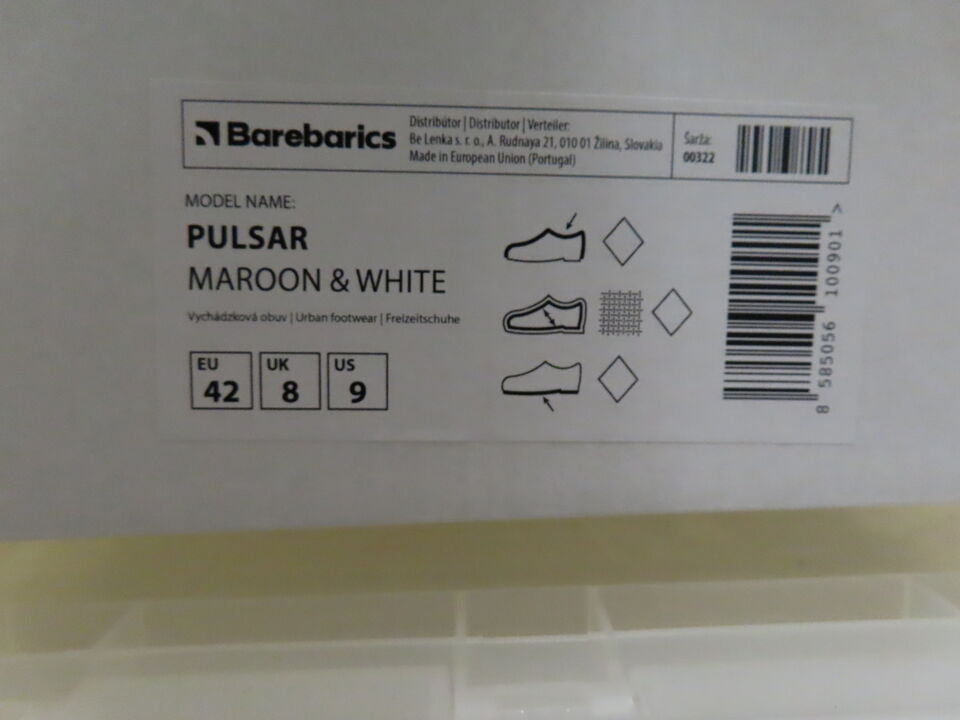 Barebarics
Distribútor | Distributor | Verteiler:
Be Lenka s. r. o., A. Rudnaya 21, 010 01 Žilina, Slovakia
Made in European Union (Portugal)
Šarža:
00322
MODEL NAME:
PULSAR
MAROON & WHITE
Vychádzková obuv | Urban footwear | Freizeitschuhe
EU
42
UK
8
US
9
8 585056 100901 >